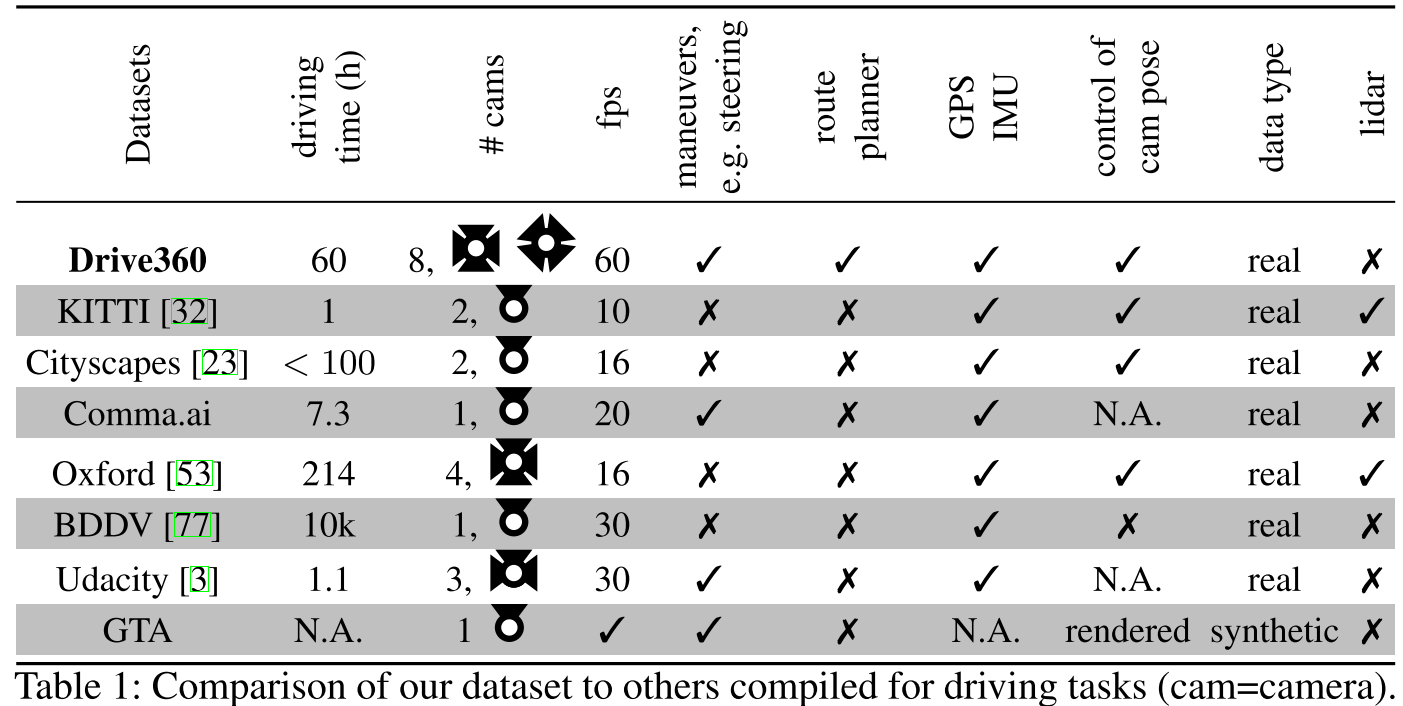 Datasets driving time (h) # cams fps maneuvers, e.g. steering route planner GPS IMU control of cam pose data type lidar
Drive360 60 8, 60 ✓ ✓ ✓ ✓ real ✗
KITTI [32] 1 2, 10 ✗ ✗ ✓ ✓ real ✓
Cityscapes [23] < 100 2, 16 ✗ ✗ ✓ ✓ real ✗
Comma.ai 7.3 1, 20 ✓ ✗ ✓ N.A. real ✗
Oxford [53] 214 4, 16 ✗ ✗ ✓ ✓ real ✓
BDDV [77] 10k 1, 30 ✗ ✗ ✓ ✗ real ✗
Udacity [3] 1.1 3, 30 ✓ ✗ ✓ N.A. real ✗
GTA N.A. 1 ✓ ✓ ✗ N.A. rendered synthetic ✗
Table 1: Comparison of our dataset to others compiled for driving tasks (cam=camera).